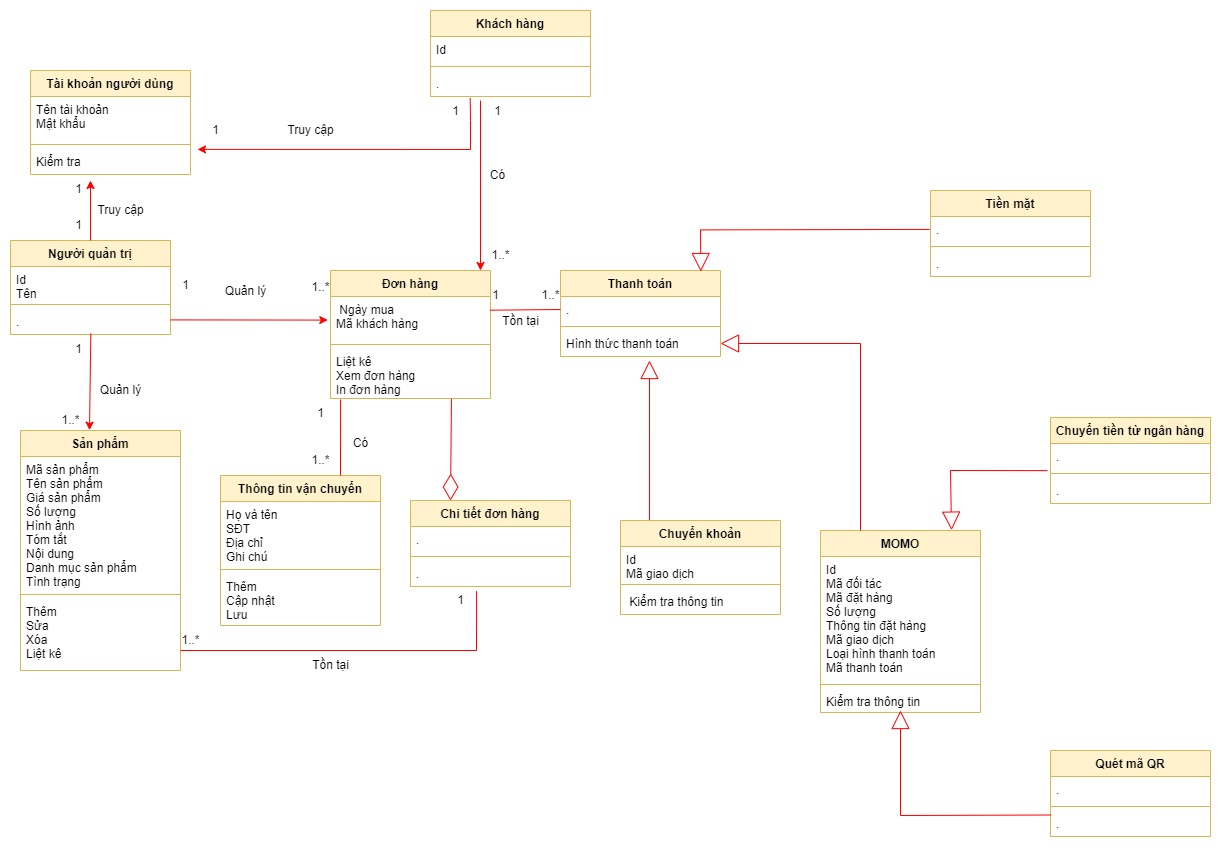 Khách hàng
Id
.
Tài khoản người dùng
Tên tài khoản
Mật khẩu
Kiểm tra
1
Truy cập
1
1
Có
1..*
1
Truy cập
1
Người quản trị
Id
Tên
.
1
Quản lý
1..*
Đơn hàng
Ngày mua
Mã khách hàng
Liệt kê
Xem đơn hàng
In đơn hàng
1
1..*
Tồn tại
Thanh toán
.
Hình thức thanh toán
Tiền mặt
.
.
1
Quản lý
1..*
Sản phẩm
Mã sản phẩm
Tên sản phẩm
Giá sản phẩm
Số lượng
Hình ảnh
Tóm tắt
Nội dung
Danh mục sản phẩm
Tình trạng
Thêm
Sửa
Xóa
Liệt kê
1
Có
1..*
Thông tin vận chuyển
Họ và tên
SĐT
Địa chỉ
Ghi chú
Thêm
Cập nhật
Lưu
Chi tiết đơn hàng
.
.
1
1..*
Tồn tại
Chuyển khoản
Id
Mã giao dịch
Kiểm tra thông tin
Chuyển tiền từ ngân hàng
.
.
MOMO
Id
Mã đối tác
Mã đặt hàng
Số lượng
Thông tin đặt hàng
Mã giao dịch
Loại hình thanh toán
Mã thanh toán
Kiểm tra thông tin
Quét mã QR
.
.